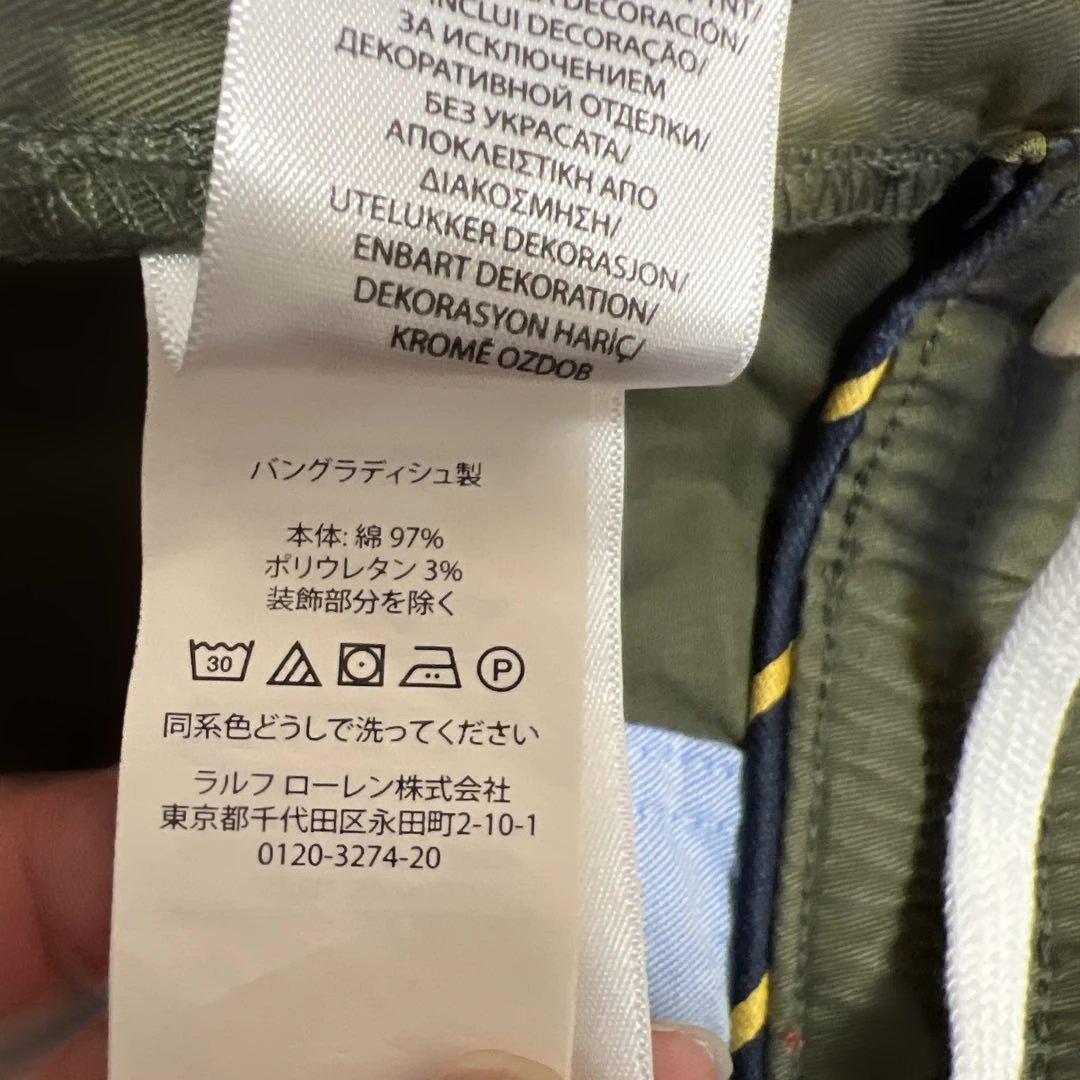 DECORACIÓN/
INCLUI DECORAÇÃO/
ЗА ИСКЛЮЧЕНИЕМ
ДЕКОРАТИВНОЙ ОТДЕЛКИ/
БЕЗ УКРАСАТА/
ΑΠΟΚΛΕΙΣΤΙΚΗ ΑΠΟ
ΔΙΑΚΟΣΜΗΣΗ/
UTELUKKER DEKORASJON/
ENBART DEKORATION/
DEKORASYON HARİÇ/
KROMĚ OZDOB
バングラディシュ製
本体: 綿 97%
ポリウレタン 3%
装飾部分を除く
30
P
同系色どうしで洗ってください
ラルフ ローレン株式会社
東京都千代田区永田町2-10-1
0120-3274-20